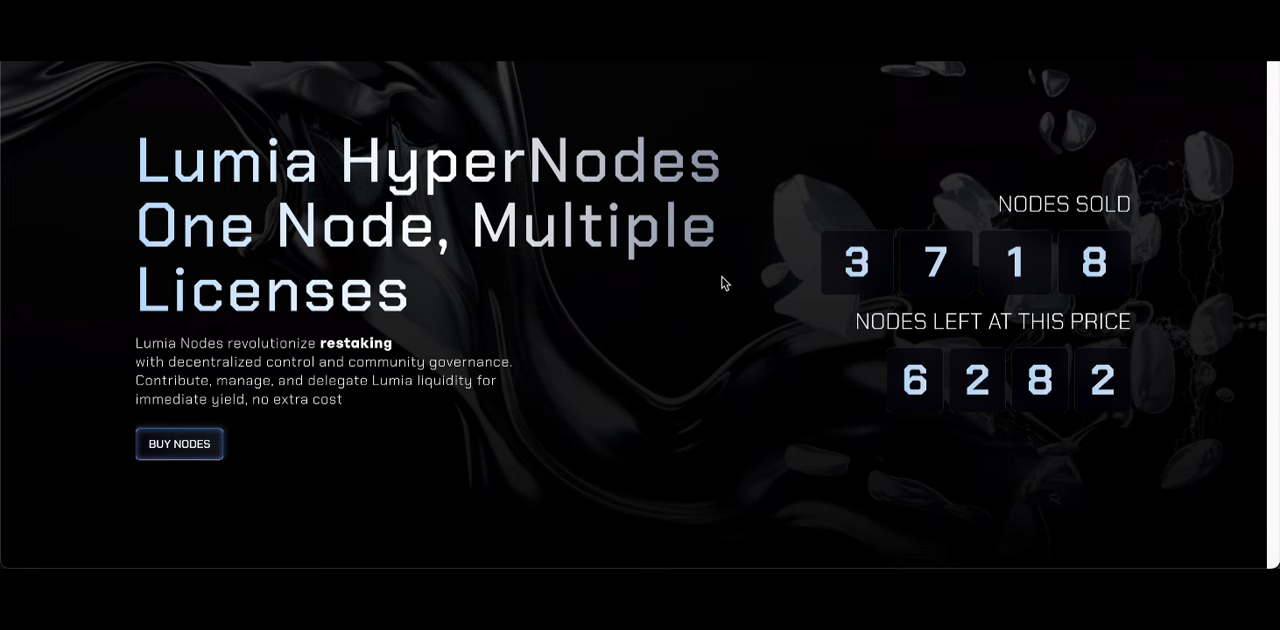 Lumia HyperNodes
One Node, Multiple
Licenses
Lumia Nodes revolutionize restaking
with decentralized control and community governance.
Contribute, manage, and delegate Lumia liquidity for
immediate yield, no extra cost
BUY NODES
NODES SOLD
3 7 1 8
NODES LEFT AT THIS PRICE
6 2 8 2